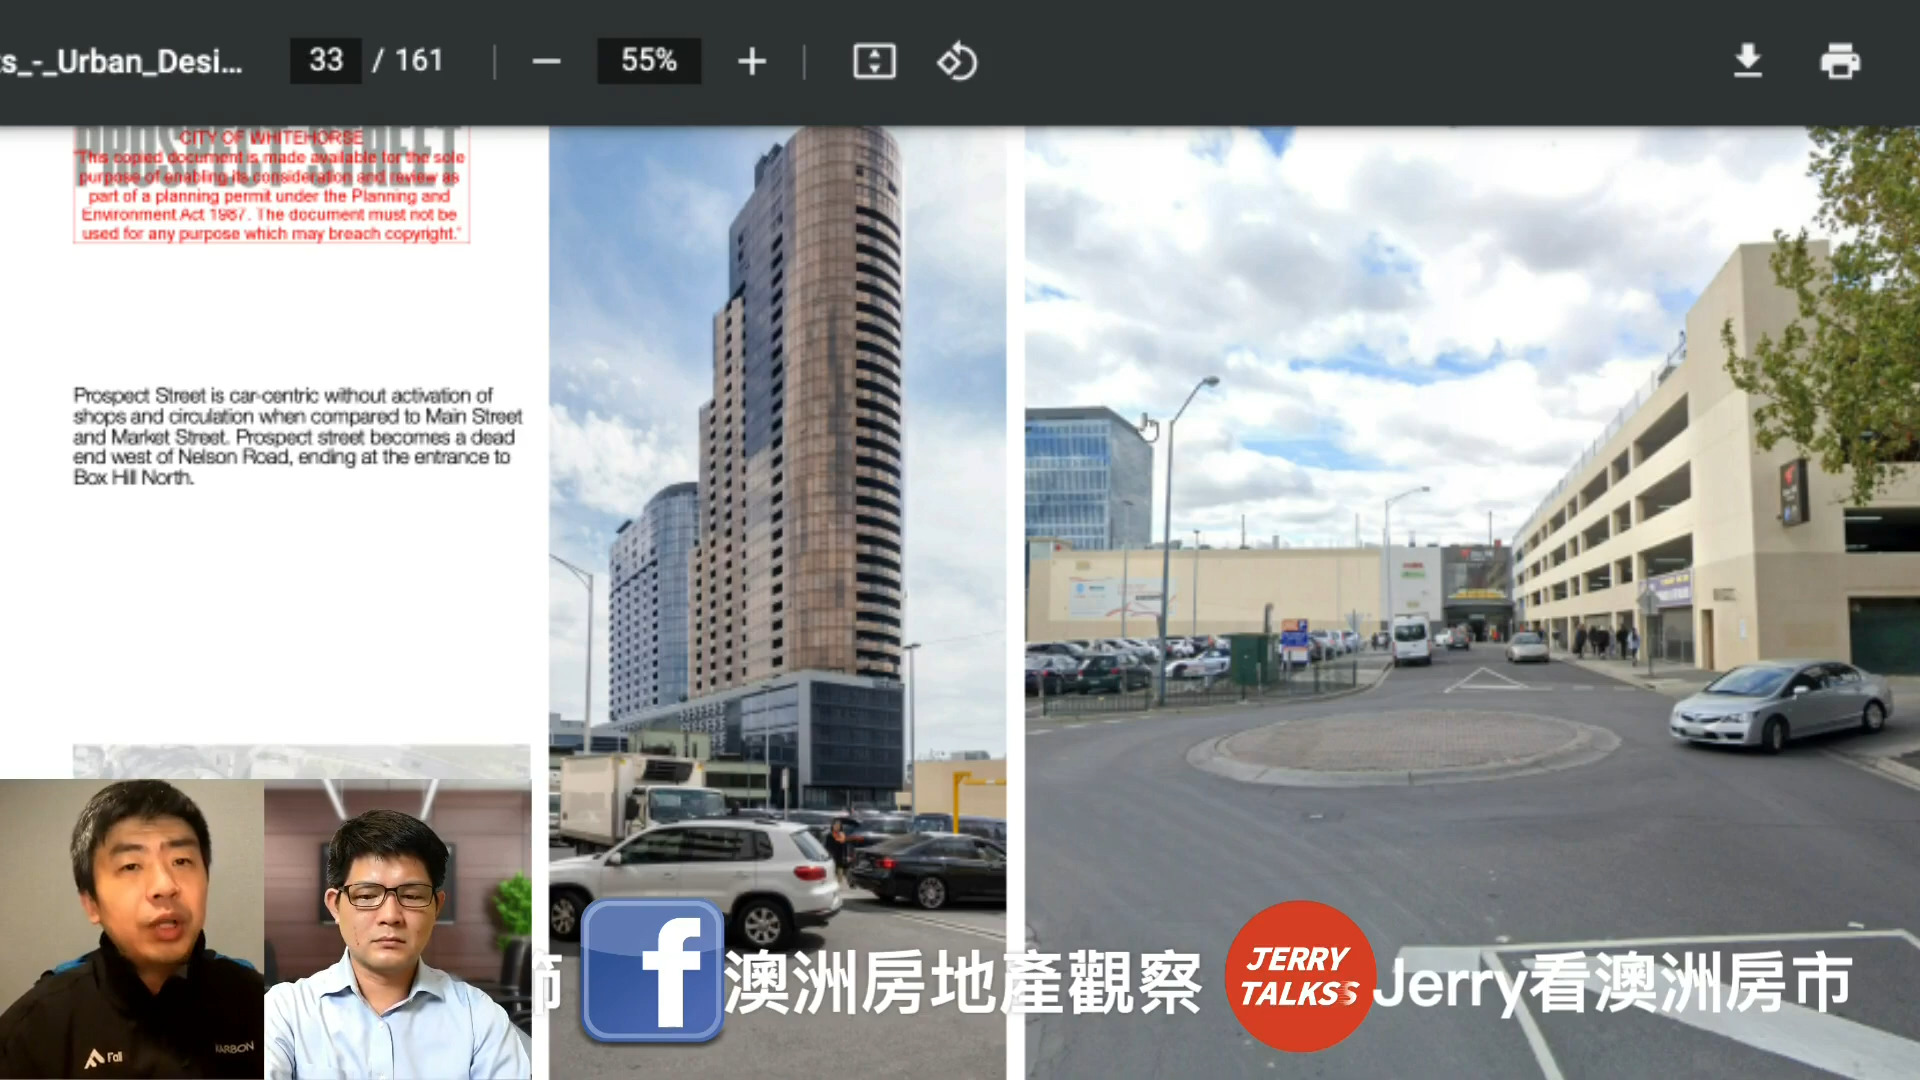 s_-_Urban_Desi...
33 / 161
55%
PROSPECT STREET
CITY OF WHITEHORSE
"This copied document is made available for the sole
purpose of enabling its consideration and review as
part of a planning permit under the Planning and
Environment Act 1987. The document must not be
used for any purpose which may breach copyright."
Prospect Street is car-centric without activation of
shops and circulation when compared to Main Street
and Market Street. Prospect street becomes a dead
end west of Nelson Road, ending at the entrance to
Box Hill North.
KARBON
節
f
澳洲房地產觀察
JERRY
TALKSS
Jerry看澳洲房市